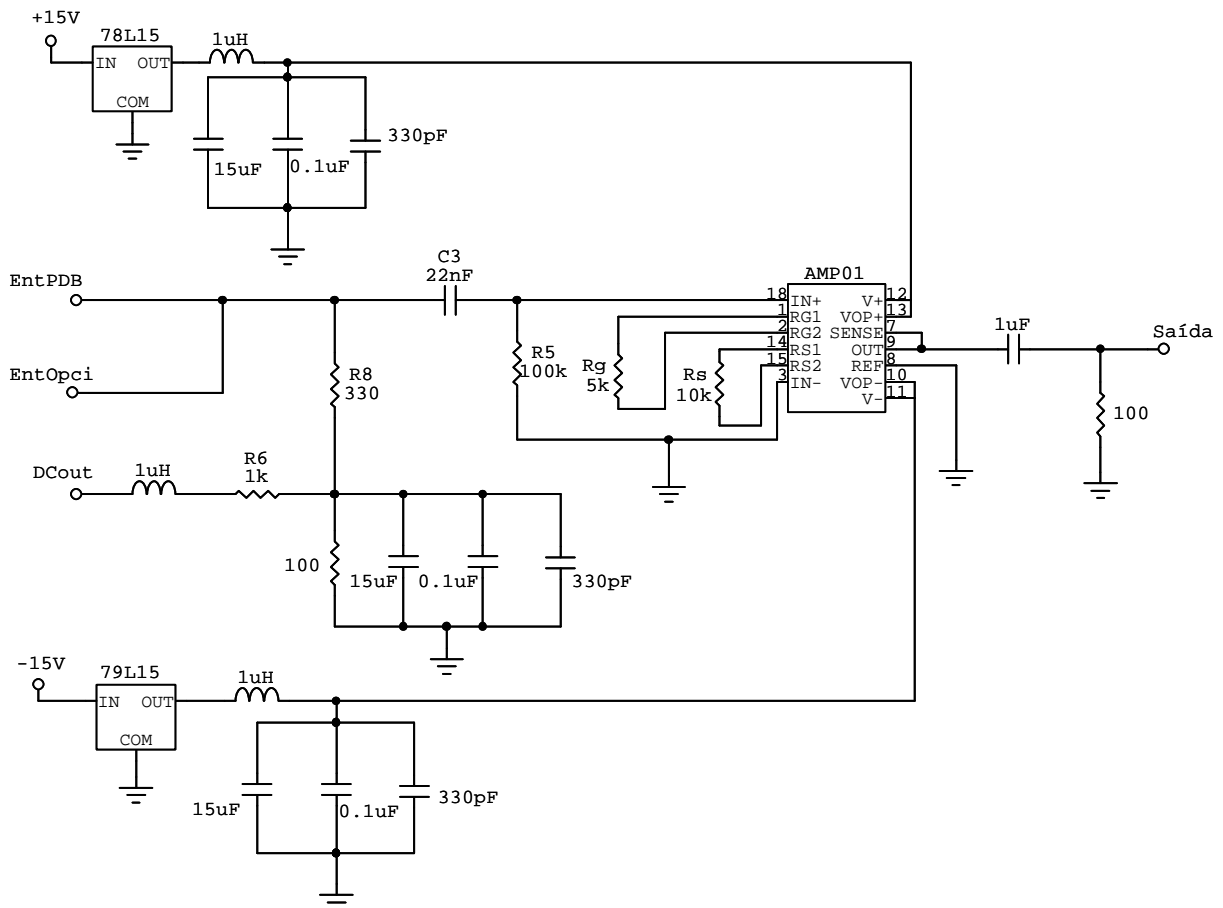 +15V
78L15
1uH
IN OUT
COM
330pF
15uF
0.1uF
C3
22nF
EntPDB
AMP01
18 IN+ V+ 12
1 RG1 VOP+ 13
2 RG2 SENSE 7
14 RS1 OUT 9
15 RS2 REF 8
3 IN- VOP- 10
V- 11
1uF
Saída
R5
100k
Rg
5k
Rs
10k
EntOpci
R8
330
100
DCout
1uH
R6
1k
100
15uF
0.1uF
330pF
-15V
79L15
1uH
IN OUT
COM
15uF
0.1uF
330pF